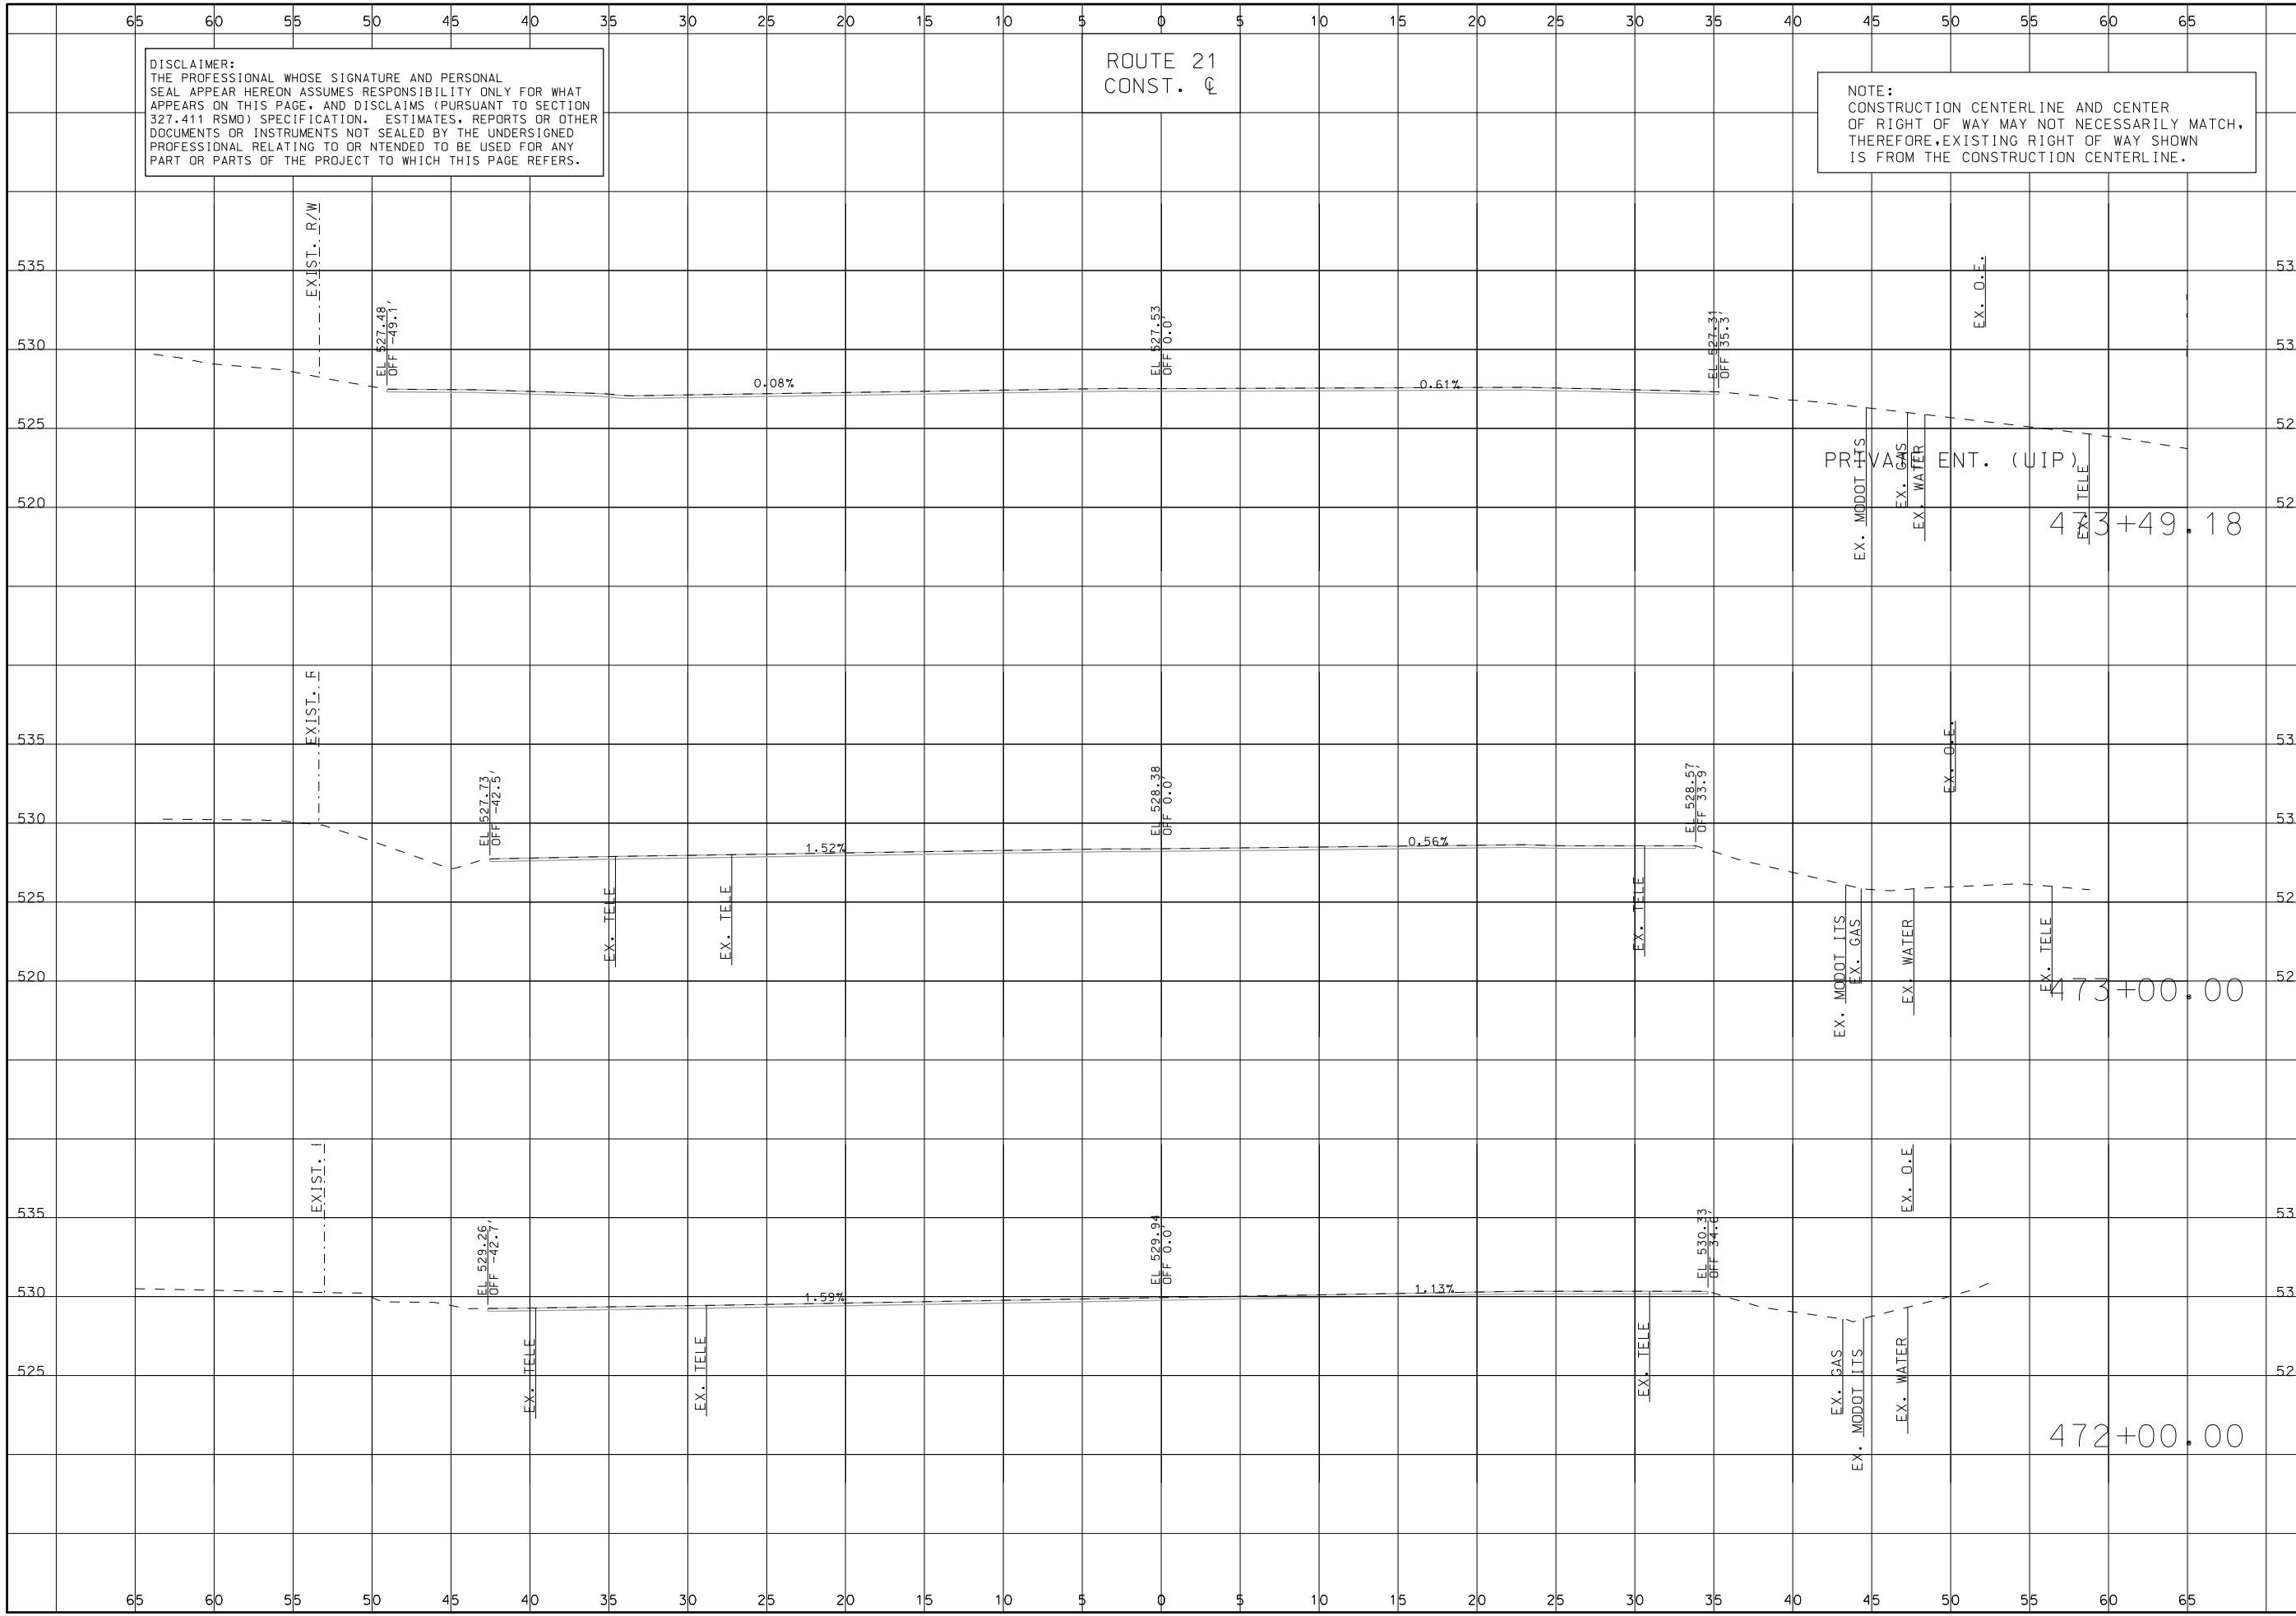 65 60 55 50 45 40 35 30 25 20 15 10 5 0 5 10 15 20 25 30 35 40 45 50 55 60 65
DISCLAIMER:
THE PROFESSIONAL WHOSE SIGNATURE AND PERSONAL
SEAL APPEAR HEREON ASSUMES RESPONSIBILITY ONLY FOR WHAT
APPEARS ON THIS PAGE, AND DISCLAIMS (PURSUANT TO SECTION
327.411 RSMO) SPECIFICATION. ESTIMATES, REPORTS OR OTHER
DOCUMENTS OR INSTRUMENTS NOT SEALED BY THE UNDERSIGNED
PROFESSIONAL RELATING TO OR NTENDED TO BE USED FOR ANY
PART OR PARTS OF THE PROJECT TO WHICH THIS PAGE REFERS.
ROUTE 21
CONST. ℄
NOTE:
CONSTRUCTION CENTERLINE AND CENTER
OF RIGHT OF WAY MAY NOT NECESSARILY MATCH,
THEREFORE,EXISTING RIGHT OF WAY SHOWN
IS FROM THE CONSTRUCTION CENTERLINE.
EXIST. R/W
EX. O.E.
535 53
EL 527.48
OFF -49.1'
EL 527.53
OFF 0.0'
EL 527.31
OFF 35.3'
530 53
0.08%
0.61%
525 52
PRIVATE ENT. (UIP)
EX. MODOT ITS
EX. GAS
EX. WATER
EX. TELE
520 52
473+49.18
EXIST. R
EX. O.E.
535 53
EL 527.73
OFF -42.5'
EL 528.38
OFF 0.0'
EL 528.57
OFF 33.9'
530 53
1.52%
0.56%
525 52
EX. TELE
EX. TELE
EX. TELE
EX. MODOT ITS
EX. GAS
EX. WATER
EX. TELE
520 52
473+00.00
EXIST.
EX. O.E
535 53
EL 529.26
OFF -42.7'
EL 529.94
OFF 0.0'
EL 530.33
OFF 34.6'
530 53
1.59%
1.13%
EX. TELE
EX. TELE
EX. TELE
EX. GAS
EX. MODOT ITS
EX. WATER
525 52
472+00.00
65 60 55 50 45 40 35 30 25 20 15 10 5 0 5 10 15 20 25 30 35 40 45 50 55 60 65